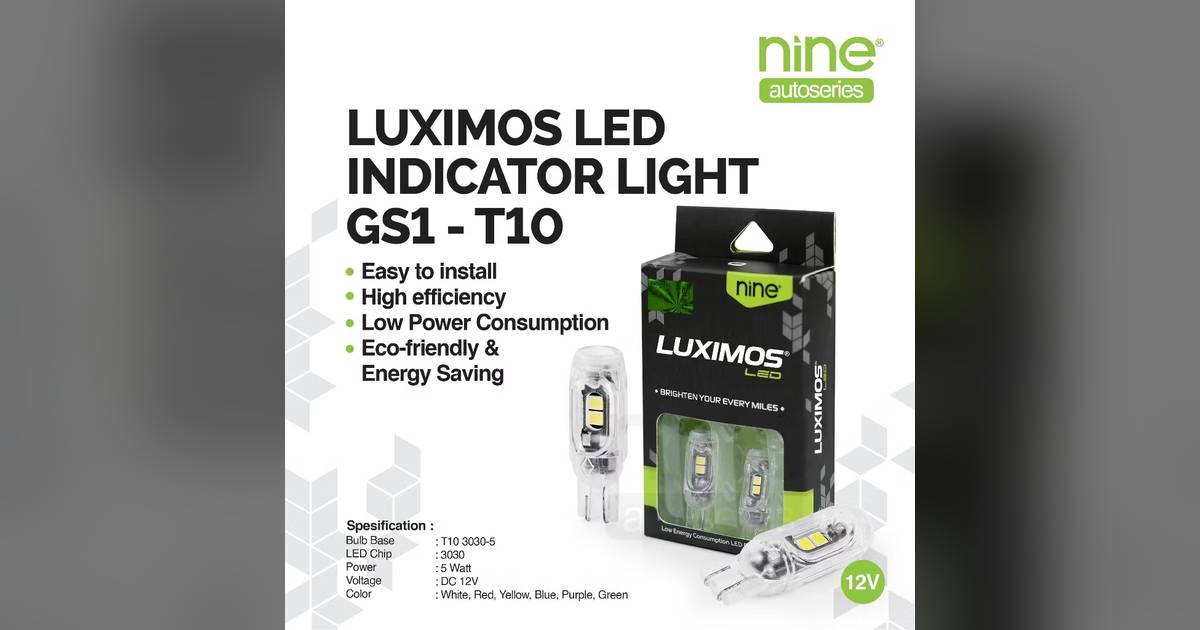 nine®
autoseries
LUXIMOS LED
INDICATOR LIGHT
GS1 - T10
• Easy to install
• High efficiency
• Low Power Consumption
• Eco-friendly &
Energy Saving
nine
LUXIMOS®
LED
• BRIGHTEN YOUR EVERY MILES •
LUXIMOS LED
Low Energy Consumption LED
Spesification :
Bulb Base : T10 3030-5
LED Chip : 3030
Power : 5 Watt
Voltage : DC 12V
Color : White, Red, Yellow, Blue, Purple, Green
12V